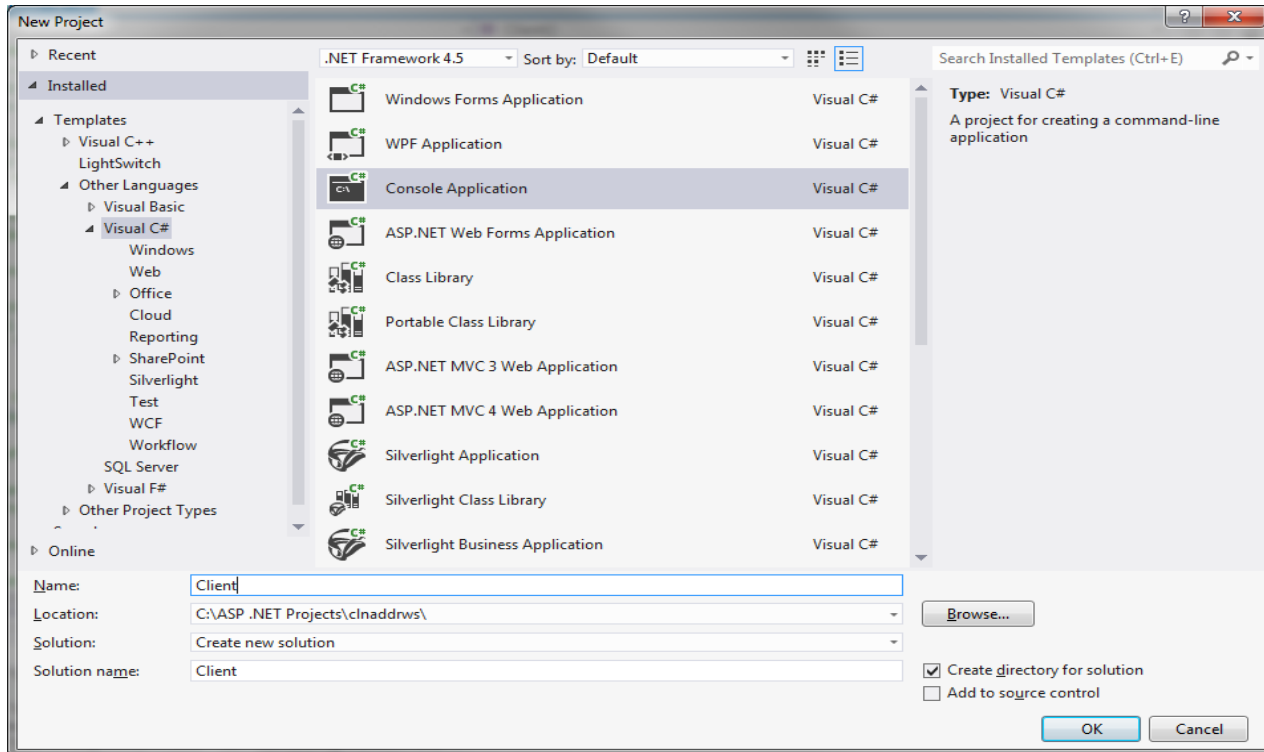 New Project
Recent
Installed
Templates
Visual C++
LightSwitch
Other Languages
Visual Basic
Visual C#
Windows
Web
Office
Cloud
Reporting
SharePoint
Silverlight
Test
WCF
Workflow
SQL Server
Visual F#
Other Project Types
Online
.NET Framework 4.5 Sort by: Default
Windows Forms Application Visual C#
WPF Application Visual C#
Console Application Visual C#
ASP.NET Web Forms Application Visual C#
Class Library Visual C#
Portable Class Library Visual C#
ASP.NET MVC 3 Web Application Visual C#
ASP.NET MVC 4 Web Application Visual C#
Silverlight Application Visual C#
Silverlight Class Library Visual C#
Silverlight Business Application Visual C#
Search Installed Templates (Ctrl+E)
Type: Visual C#
A project for creating a command-line
application
Name: Client
Location: C:\ASP .NET Projects\clnaddrws\
Browse...
Solution: Create new solution
Solution name: Client
Create directory for solution
Add to source control
OK Cancel